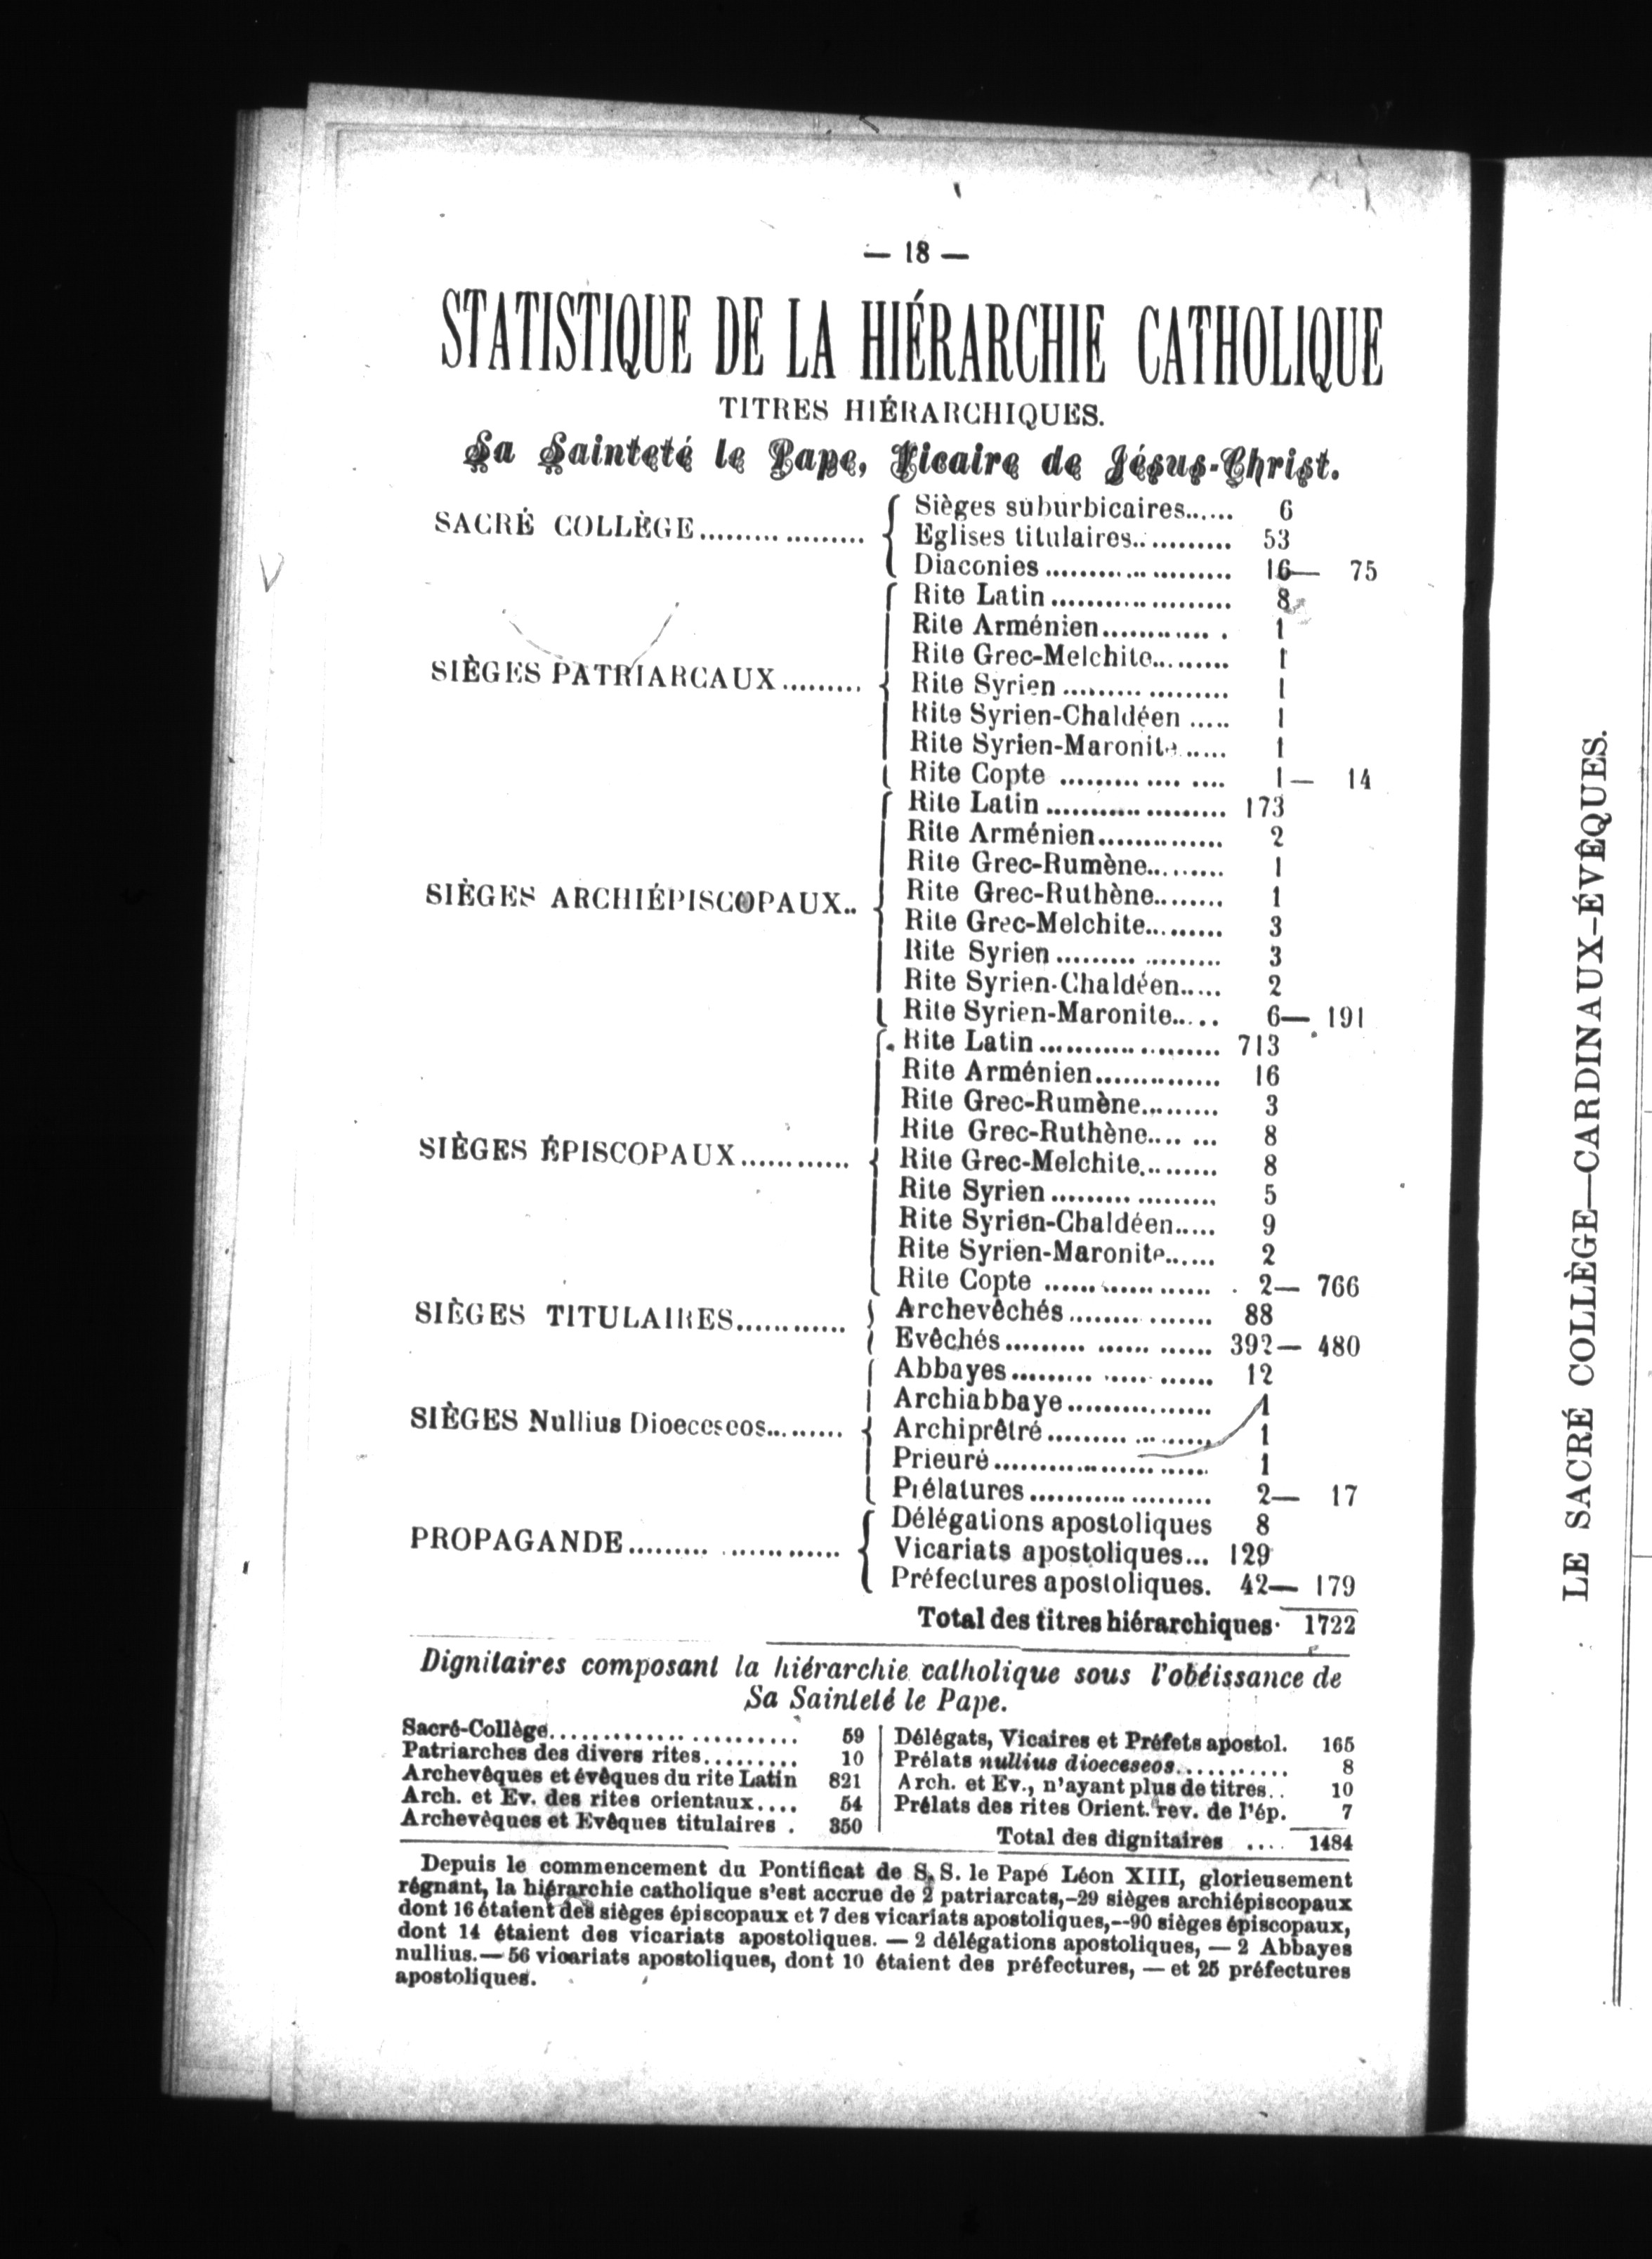 — 18 —
STATISTIQUE DE LA HIÉRARCHIE CATHOLIQUE
TITRES HIÉRARCHIQUES.
Sa Sainteté le Pape, Vicaire de Jésus-Christ.
SACRÉ COLLÈGE..................
Sièges suburbicaires...... 6
Eglises titulaires........... 53
Diaconies ..................... 16— 75
SIÈGES PATRIARCAUX.........
Rite Latin.................... 8
Rite Arménien............. 1
Rite Grec-Melchite......... 1
Rite Syrien .................. 1
Rite Syrien-Chaldéen ..... 1
Rite Syrien-Maronite ..... 1
Rite Copte ................. 1— 14
SIÈGES ARCHIÉPISCOPAUX..
Rite Latin .................... 173
Rite Arménien.............. 2
Rite Grec-Rumène......... 1
Rite Grec-Ruthène........ 1
Rite Grec-Melchite......... 3
Rite Syrien .................. 3
Rite Syrien-Chaldéen..... 2
Rite Syrien-Maronite..... 6— 191
SIÈGES ÉPISCOPAUX............
Rite Latin .................... 713
Rite Arménien.............. 16
Rite Grec-Rumène......... 3
Rite Grec-Ruthène....... 8
Rite Grec-Melchite......... 8
Rite Syrien .................. 5
Rite Syrien-Chaldéen..... 9
Rite Syrien-Maronite...... 2
Rite Copte .................. 2— 766
SIÈGES TITULAIRES............
Archevêchés ............... 88
Evêchés..................... 392— 480
SIÈGES Nullius Dioeceseos.........
Abbayes..................... 12
Archiabbaye................ 1
Archiprêtré.................. 1
Prieuré........................ 1
Prélatures.................... 2— 17
PROPAGANDE......................
Délégations apostoliques 8
Vicariats apostoliques... 129
Préfectures apostoliques. 42— 179
Total des titres hiérarchiques. 1722
Dignitaires composant la hiérarchie catholique sous l'obéissance de
Sa Sainteté le Pape.
Sacré-Collège........................ 59
Patriarches des divers rites......... 10
Archevêques et évêques du rite Latin 821
Arch. et Ev. des rites orientaux.... 54
Archevêques et Evêques titulaires . 350
Délégats, Vicaires et Préfets apostol. 165
Prélats nullius dioeceseos........... 8
Arch. et Ev., n'ayant plus de titres.. 10
Prélats des rites Orient. rev. de l'ép. 7
Total des dignitaires .... 1484
Depuis le commencement du Pontificat de S. S. le Pape Léon XIII, glorieusement
régnant, la hiérarchie catholique s'est accrue de 2 patriarcats,–29 sièges archiépiscopaux
dont 16 étaient des sièges épiscopaux et 7 des vicariats apostoliques,--90 sièges épiscopaux,
dont 14 étaient des vicariats apostoliques. — 2 délégations apostoliques, — 2 Abbayes
nullius.— 56 vicariats apostoliques, dont 10 étaient des préfectures, — et 25 préfectures
apostoliques.
LE SACRÉ COLLÈGE—CARDINAUX-ÉVÊQUES.